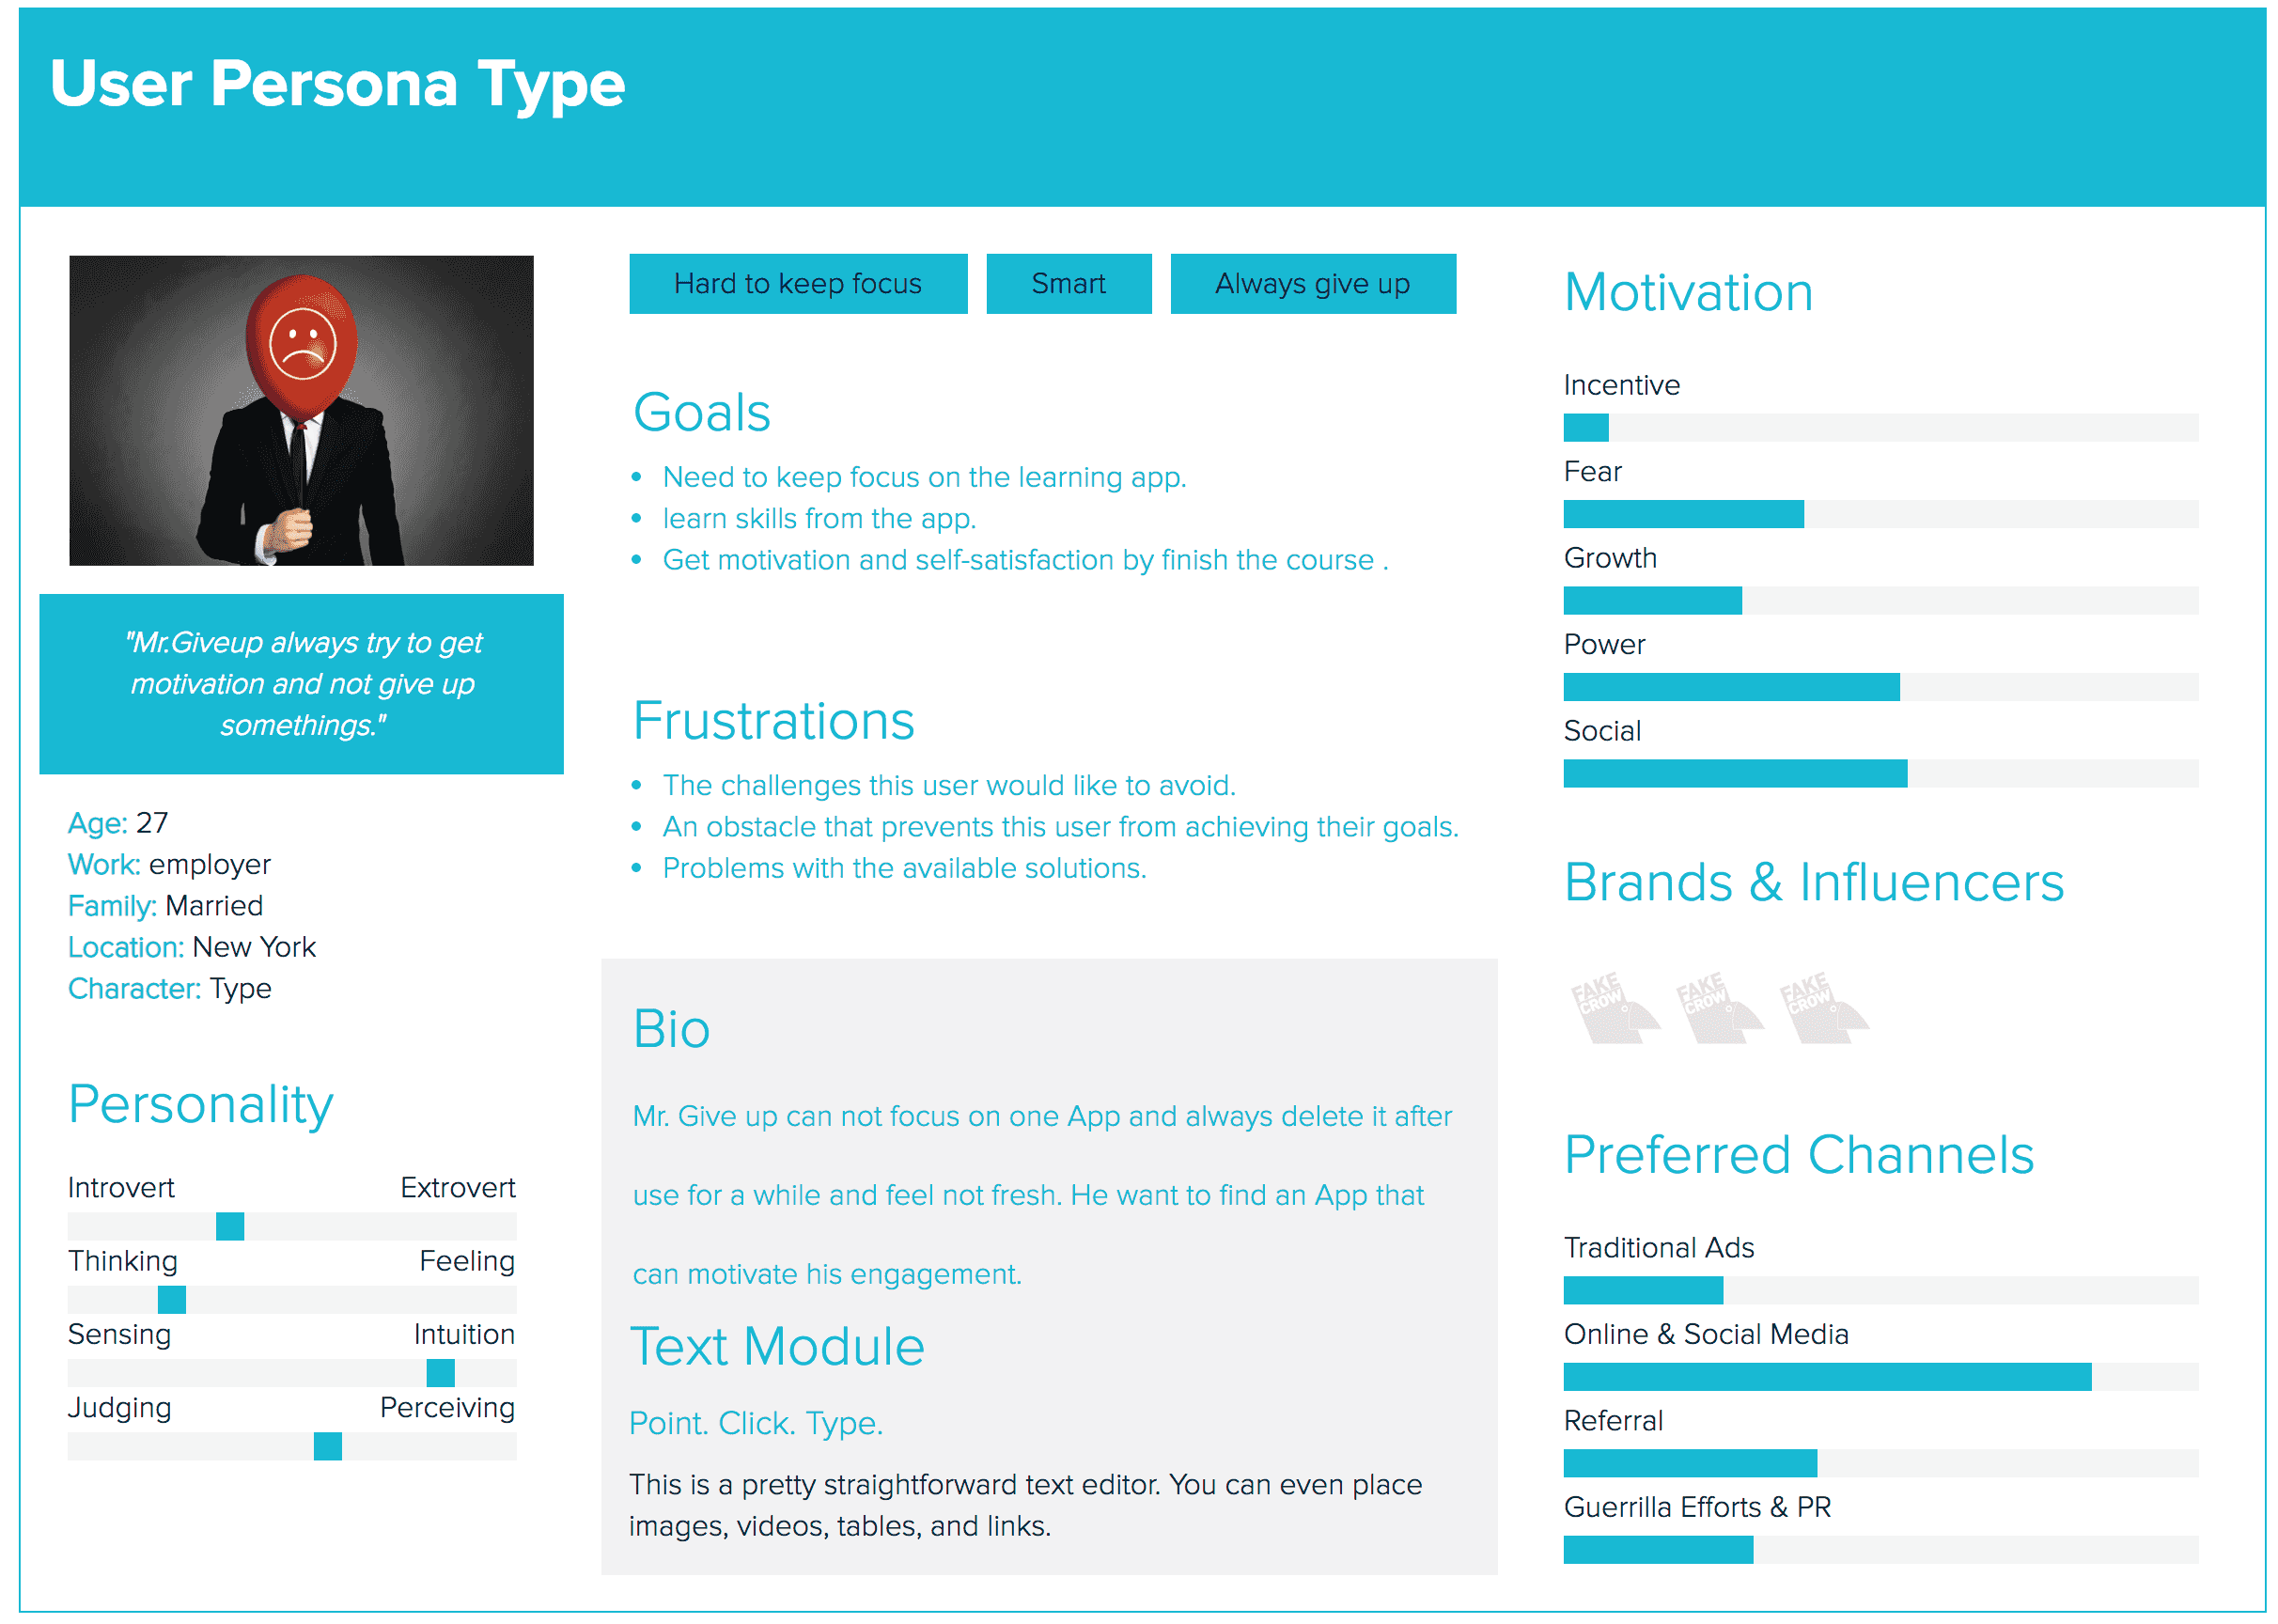 User Persona Type
"Mr.Giveup always try to get
motivation and not give up
somethings."
Age: 27
Work: employer
Family: Married
Location: New York
Character: Type
Personality
Introvert Extrovert
Thinking Feeling
Sensing Intuition
Judging Perceiving
Hard to keep focus
Smart
Always give up
Goals
• Need to keep focus on the learning app.
• learn skills from the app.
• Get motivation and self-satisfaction by finish the course .
Frustrations
• The challenges this user would like to avoid.
• An obstacle that prevents this user from achieving their goals.
• Problems with the available solutions.
Bio
Mr. Give up can not focus on one App and always delete it after
use for a while and feel not fresh. He want to find an App that
can motivate his engagement.
Text Module
Point. Click. Type.
This is a pretty straightforward text editor. You can even place
images, videos, tables, and links.
Motivation
Incentive
Fear
Growth
Power
Social
Brands & Influencers
FAKE
CROW
FAKE
CROW
FAKE
CROW
Preferred Channels
Traditional Ads
Online & Social Media
Referral
Guerrilla Efforts & PR